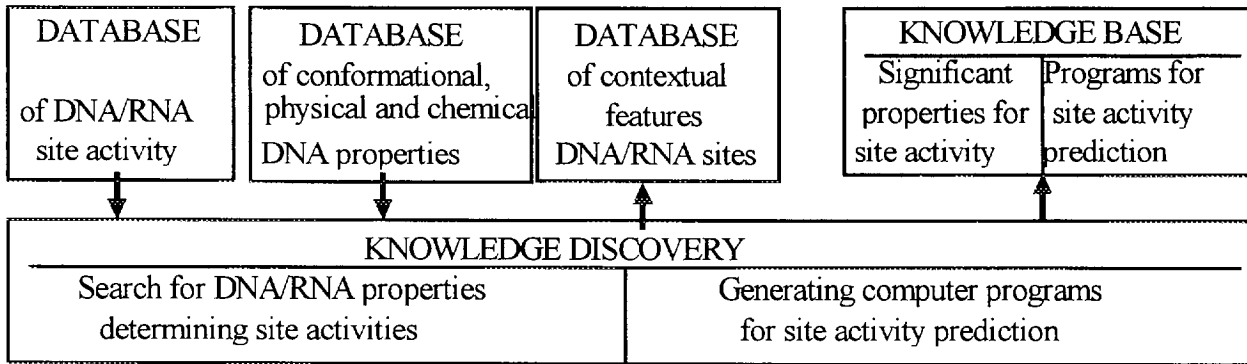 DATABASE
of DNA/RNA
site activity
DATABASE
of conformational,
physical and chemical
DNA properties
DATABASE
of contextual
features
DNA/RNA sites
KNOWLEDGE BASE
Significant
properties for
site activity
Programs for
site activity
prediction
KNOWLEDGE DISCOVERY
Search for DNA/RNA properties
determining site activities
Generating computer programs
for site activity prediction